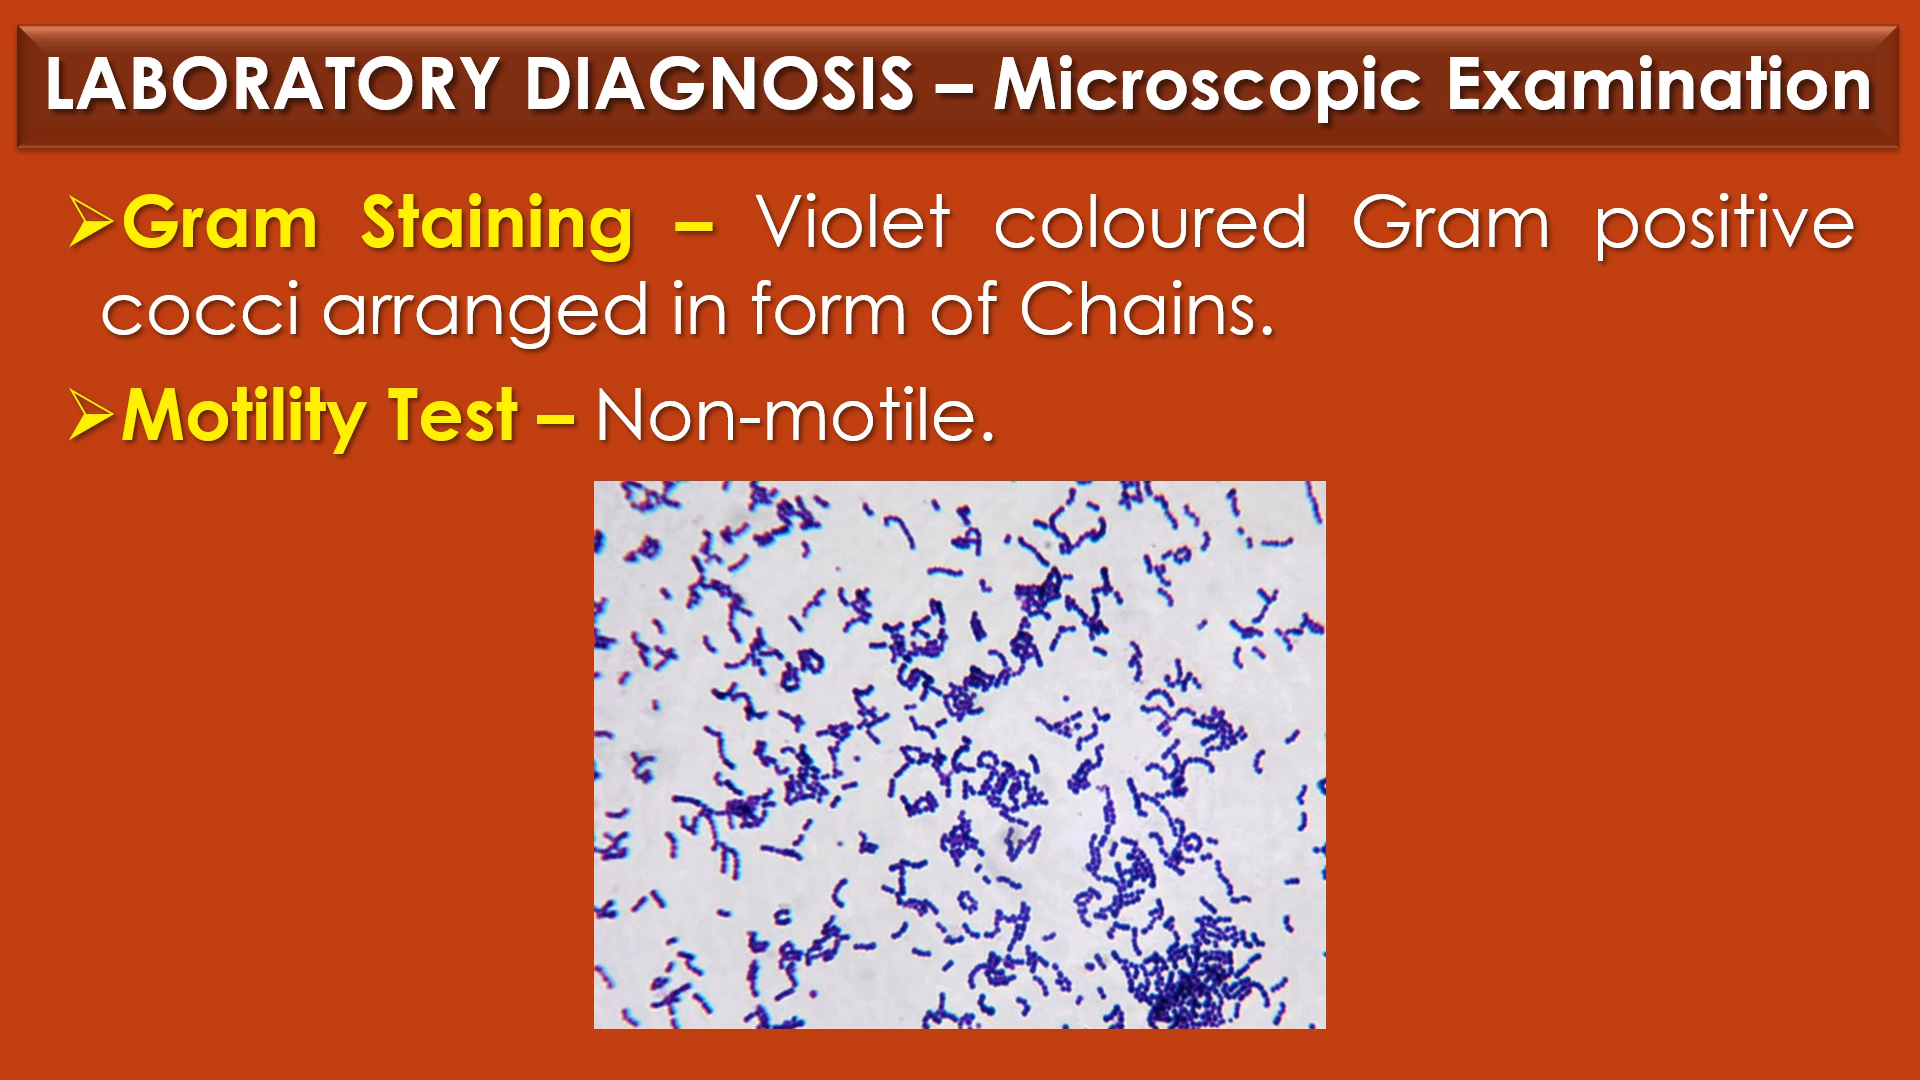 LABORATORY DIAGNOSIS – Microscopic Examination
➢Gram Staining – Violet coloured Gram positive
cocci arranged in form of Chains.
➢Motility Test – Non-motile.